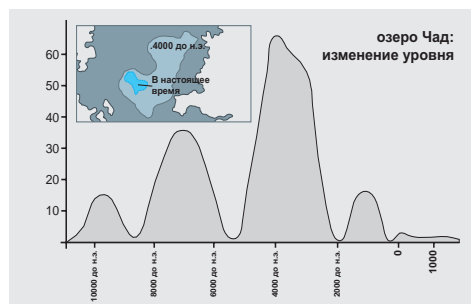 озеро Чад:
изменение уровня
4000 до н.э.
В настоящее
время
60
50
40
30
20
10
10000 до н.э.
8000 до н.э.
6000 до н.э.
4000 до н.э.
2000 до н.э.
0
1000